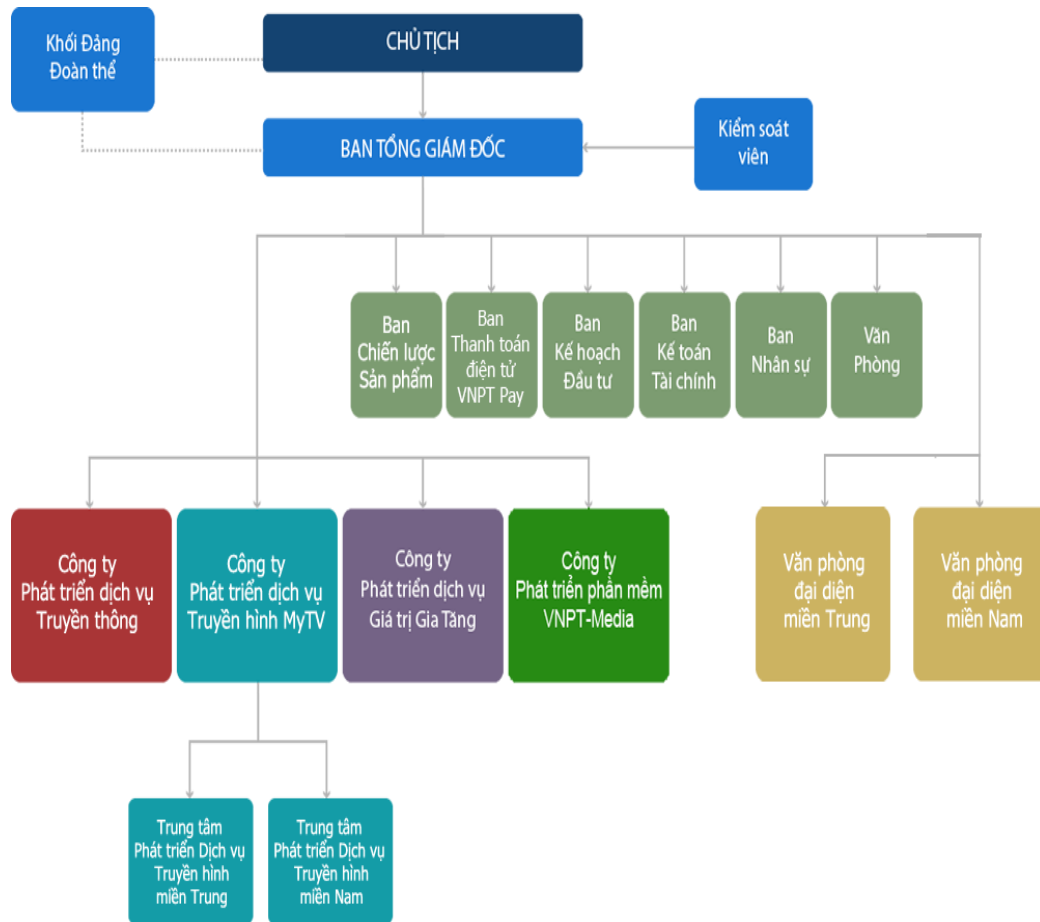 Khối Đảng
Đoàn thể
CHỦ TỊCH
BAN TỔNG GIÁM ĐỐC
Kiểm soát
viên
Ban
Chiến lược
Sản phẩm
Ban
Thanh toán
điện tử
VNPT Pay
Ban
Kế hoạch
Đầu tư
Ban
Kế toán
Tài chính
Ban
Nhân sự
Văn
Phòng
Công ty
Phát triển dịch vụ
Truyền thông
Công ty
Phát triển dịch vụ
Truyền hình MyTV
Công ty
Phát triển dịch vụ
Giá trị Gia Tăng
Công ty
Phát triển phần mềm
VNPT-Media
Văn phòng
đại diện
miền Trung
Văn phòng
đại diện
miền Nam
Trung tâm
Phát triển Dịch vụ
Truyền hình
miền Trung
Trung tâm
Phát triển Dịch vụ
Truyền hình
miền Nam